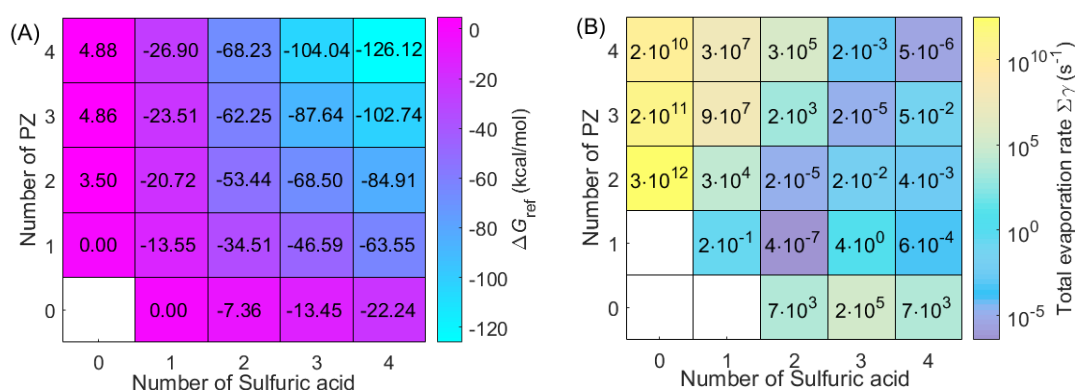 (A)
4 4.88 -26.90 -68.23 -104.04 -126.12
3 4.86 -23.51 -62.25 -87.64 -102.74
2 3.50 -20.72 -53.44 -68.50 -84.91
1 0.00 -13.55 -34.51 -46.59 -63.55
0 0.00 -7.36 -13.45 -22.24
0 1 2 3 4
Number of Sulfuric acid
Number of PZ
0
-20
-40
-60
-80
-100
-120
ΔG_ref (kcal/mol)
(B)
4 2·10^10 3·10^7 3·10^5 2·10^-3 5·10^-6
3 2·10^11 9·10^7 2·10^3 2·10^-5 5·10^-2
2 3·10^12 3·10^4 2·10^-5 2·10^-2 4·10^-3
1 2·10^-1 4·10^-7 4·10^0 6·10^-4
0 7·10^3 2·10^5 7·10^3
0 1 2 3 4
Number of Sulfuric acid
Number of PZ
10^10
10^5
10^0
10^-5
Total evaporation rate Σγ (s^-1)